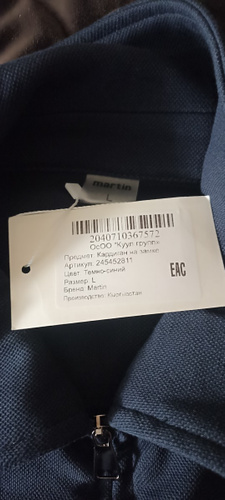 martin
L
2040710367572
ОсОО "Куул групп"
Предмет: Кардиган на молнии
Артикул: 245452811
Цвет: Темно-синий
Размер: L
Бренд: Martin
Производство: Кыргызстан
EAC